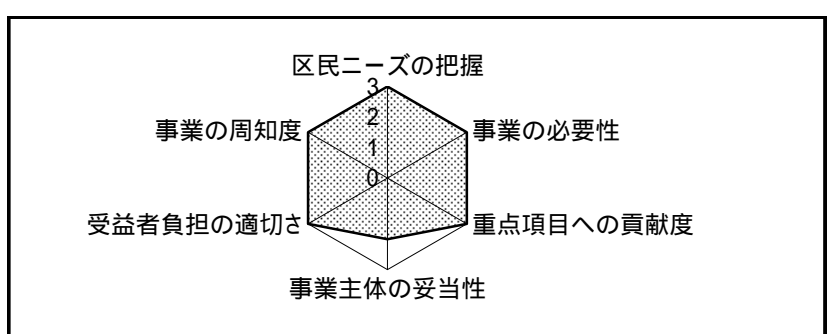 区民ニーズの把握
3
事業の周知度
2
事業の必要性
1
0
受益者負担の適切さ
重点項目への貢献度
事業主体の妥当性